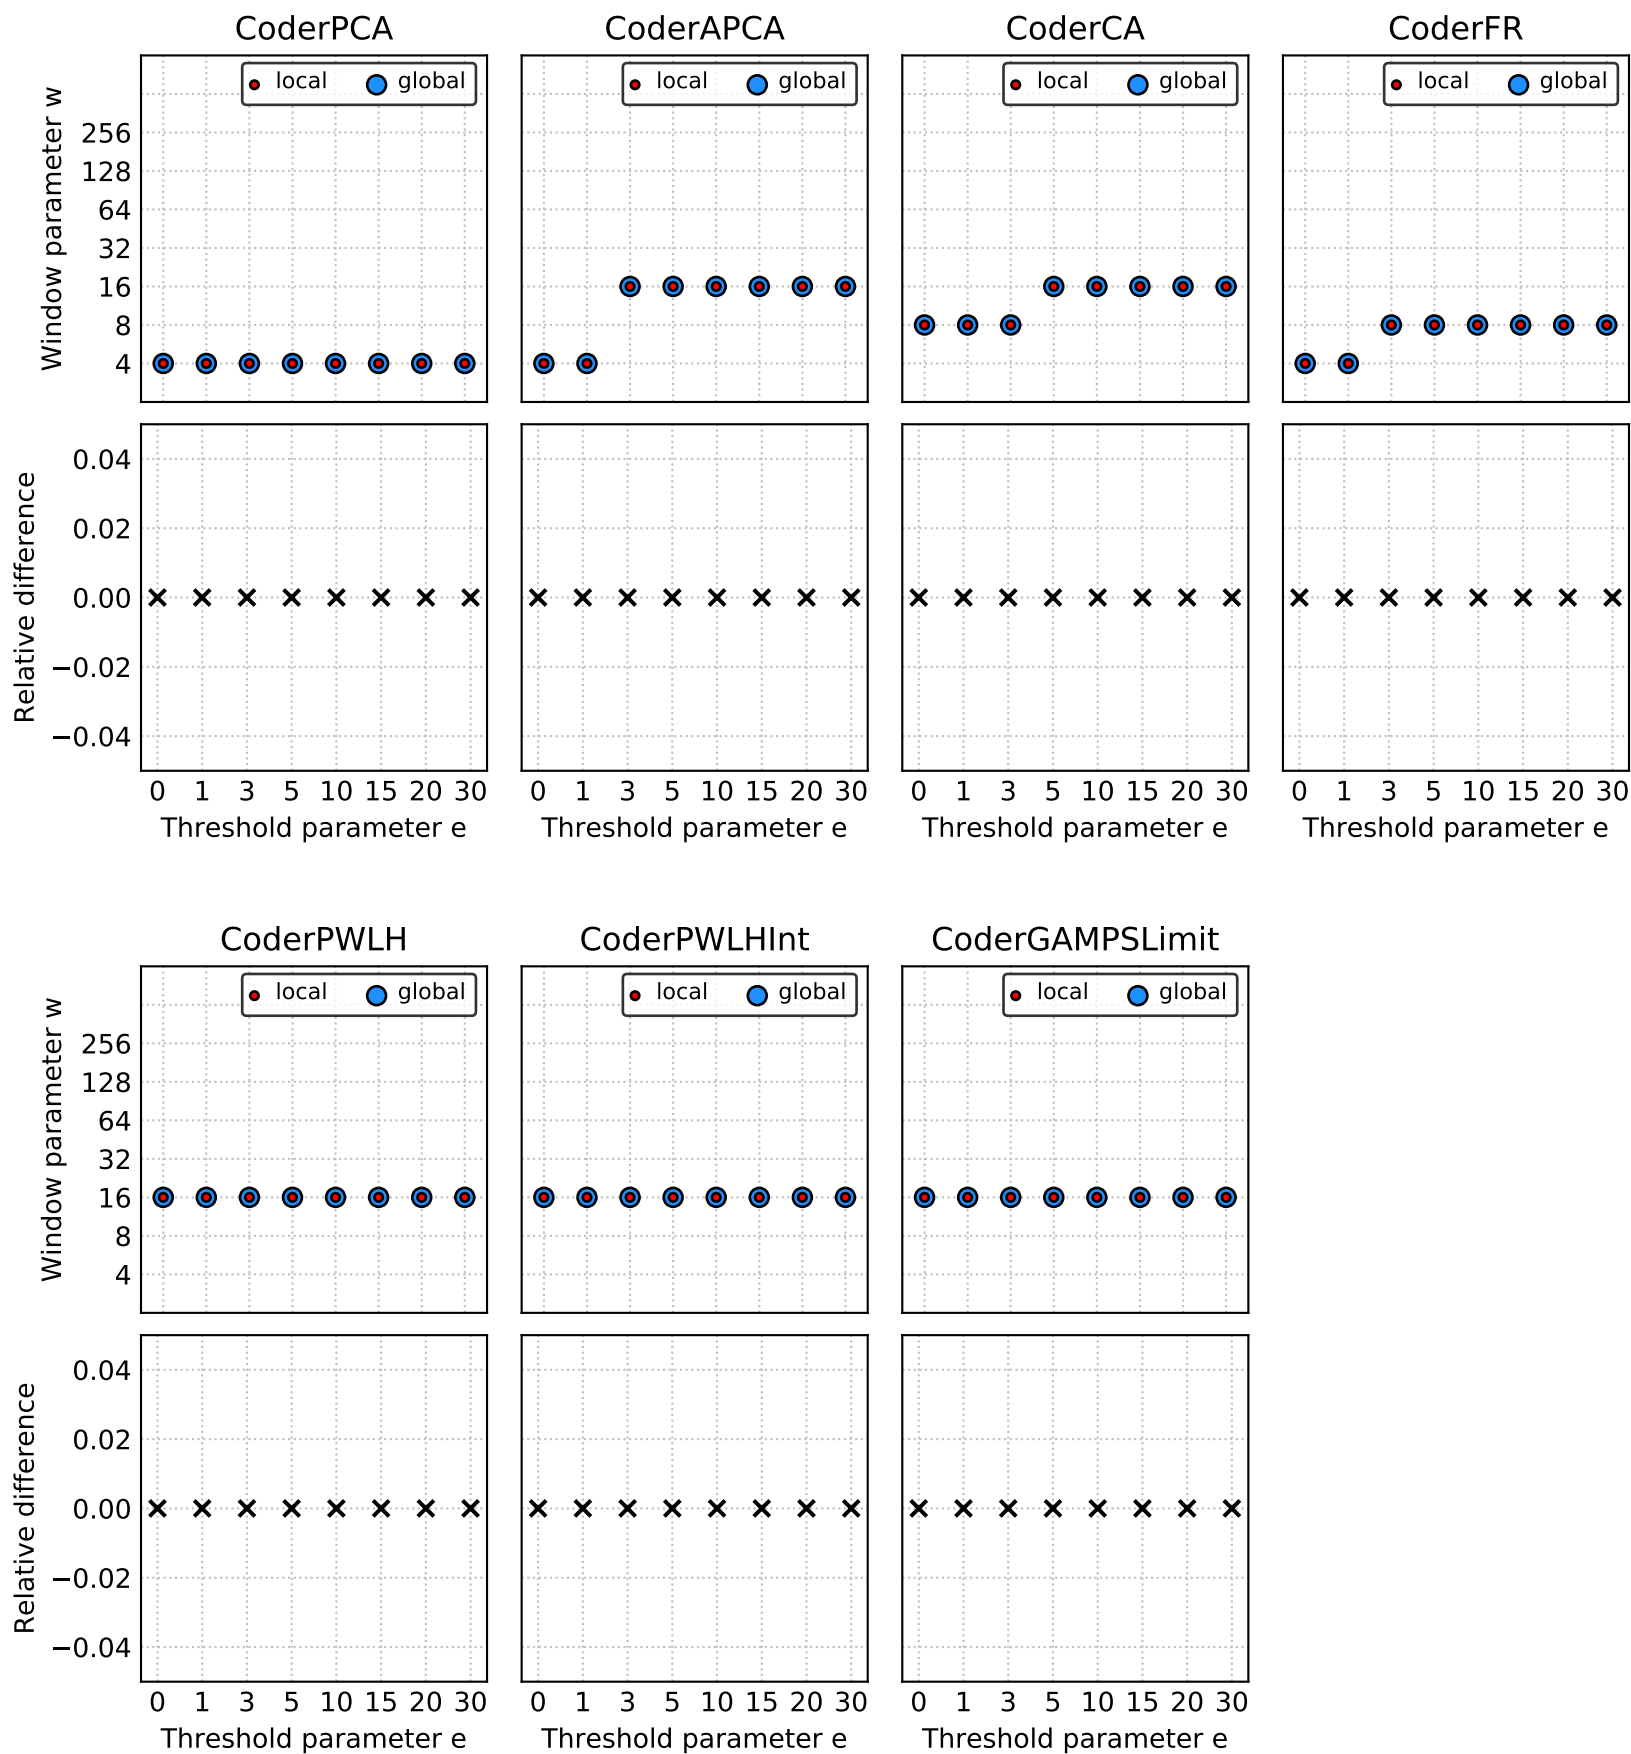 CoderPCA CoderAPCA CoderCA CoderFR
local global local global local global local global
Window parameter w
256
128
64
32
16
8
4
Relative difference
0.04
0.02
0.00
−0.02
−0.04
0 1 3 5 10 15 20 30 0 1 3 5 10 15 20 30 0 1 3 5 10 15 20 30 0 1 3 5 10 15 20 30
Threshold parameter e Threshold parameter e Threshold parameter e Threshold parameter e
CoderPWLH CoderPWLHInt CoderGAMPSLimit
local global local global local global
Window parameter w
256
128
64
32
16
8
4
Relative difference
0.04
0.02
0.00
−0.02
−0.04
0 1 3 5 10 15 20 30 0 1 3 5 10 15 20 30 0 1 3 5 10 15 20 30
Threshold parameter e Threshold parameter e Threshold parameter e